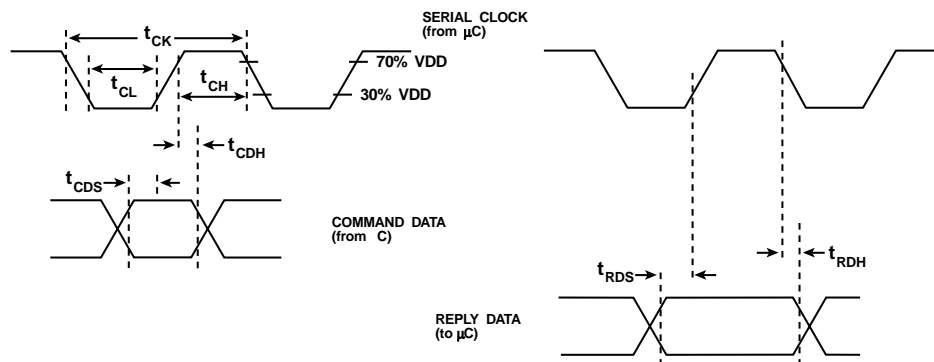 SERIAL CLOCK
(from µC)
tCK
70% VDD
tCL
tCH
30% VDD
tCDH
tCDS
COMMAND DATA
(from C)
tRDS
tRDH
REPLY DATA
(to µC)